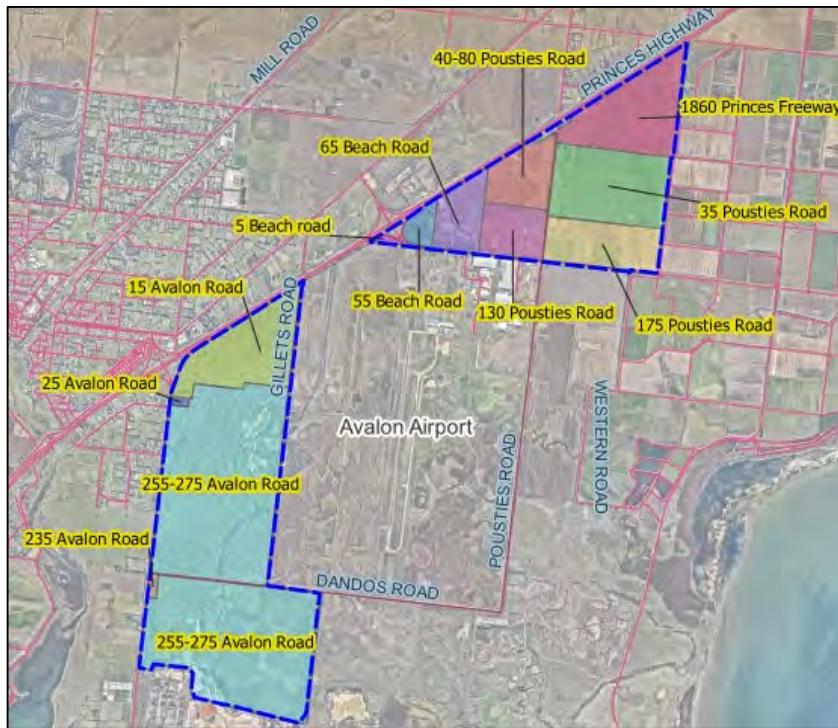 MILL ROAD
40-80 Pousties Road
PRINCES HIGHWAY
1860 Princes Freeway
65 Beach Road
35 Pousties Road
5 Beach road
15 Avalon Road
GILLETS ROAD
55 Beach Road
130 Pousties Road
175 Pousties Road
25 Avalon Road
WESTERN ROAD
Avalon Airport
255-275 Avalon Road
POUSTIES ROAD
235 Avalon Road
DANDOS ROAD
255-275 Avalon Road